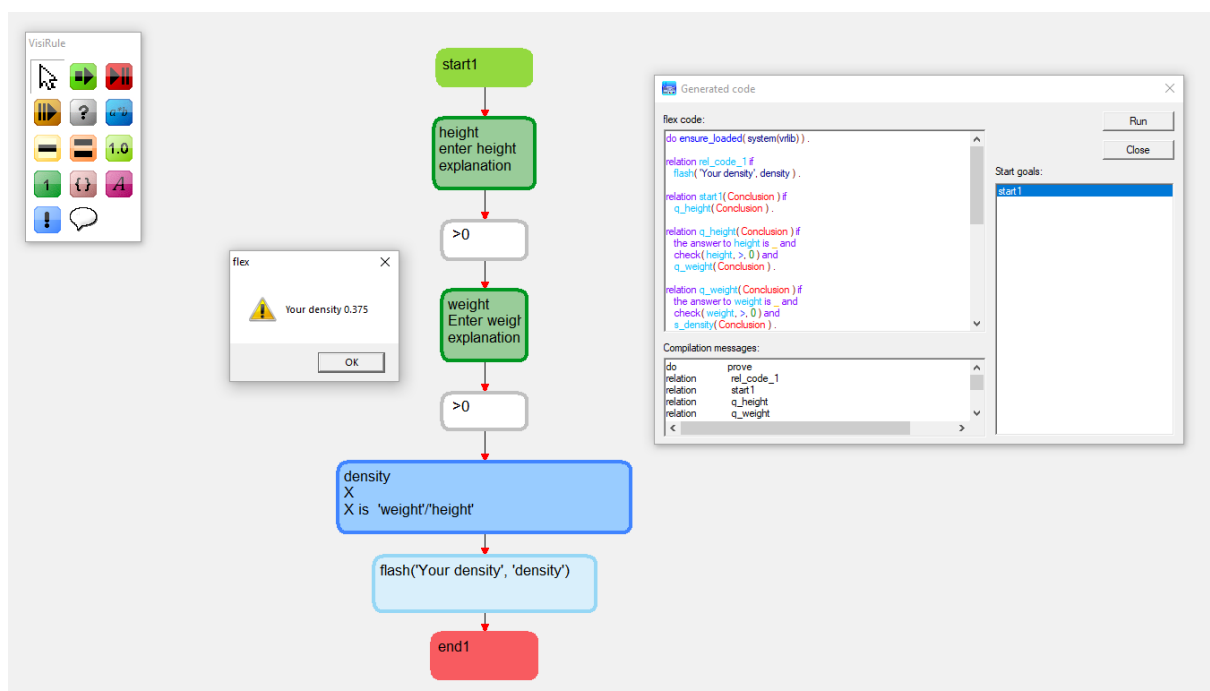 VisiRule
?
a*b
1.0
1
{}
A
!
start1
height
enter height
explanation
>0
weight
Enter weigh
explanation
>0
density
X
X is 'weight'/'height'
flash('Your density', 'density')
end1
flex
Your density 0.375
OK
Generated code
flex code:
do ensure_loaded( system(vrlib) ) .
relation rel_code_1 if
flash( 'Your density', density ) .
relation start1( Conclusion ) if
q_height( Conclusion ) .
relation q_height( Conclusion ) if
the answer to height is _ and
check( height, >, 0 ) and
q_weight( Conclusion ) .
relation q_weight( Conclusion ) if
the answer to weight is _ and
check( weight, >, 0 ) and
s_density( Conclusion ) .
Compilation messages:
do prove
relation rel_code_1
relation start1
relation q_height
relation q_weight
Run
Close
Start goals:
start1